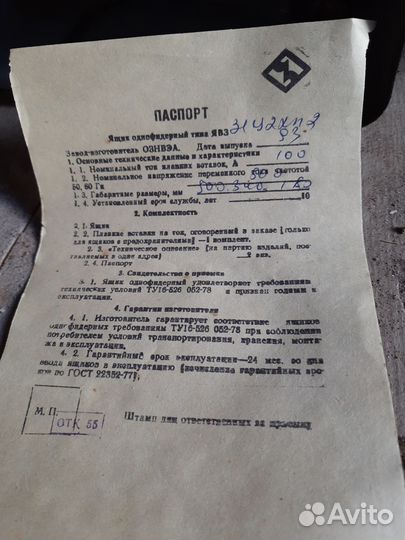 ПАСПОРТ
Ящик однофидерный типа ЯВЗ 31У2ХЛ2
Завод-изготовитель ОЗНВЭА. Дата выпуска 93
1. Основные технические данные и характеристики
1. 1. Номинальный ток плавких вставок, А 100
1. 2. Номинальное напряжение переменного тока частотой
50, 60 Гц 500
1. 3. Габаритные размеры, мм 500.340.
1. 4. Установленный срок службы, лет 10
2. Комплектность
2. 1. Ящик
2. 2. Плавкие вставки на ток, оговоренный в заказе (только
для ящиков с предохранителями) —1 комплект.
2. 3. «Техническое описание» (на партию изделий, пос-
тавляемых в один адрес) 2 экз.
2. 4. Паспорт
3. Свидетельство о приемке
3. 1. Ящик однофидерный удовлетворяет требованиям
технических условий ТУ16-526 052-78 и признан годным к
эксплуатации.
4. Гарантии изготовителя
4. 1. Изготовитель гарантирует соответствие ящиков
однофидерных требованиям ТУ16-526 052-78 при соблюдении
потребителем условий транспортирования, хранения, монта-
жа и эксплуатации.
4. 2. Гарантийный срок эксплуатации—24 мес. со дня
ввода ящиков в эксплуатацию (исчисление гарантийных сро-
ков по ГОСТ 22352-77).
М. П.
ОТК 55
Штамп лиц ответственных за приемку
Avito